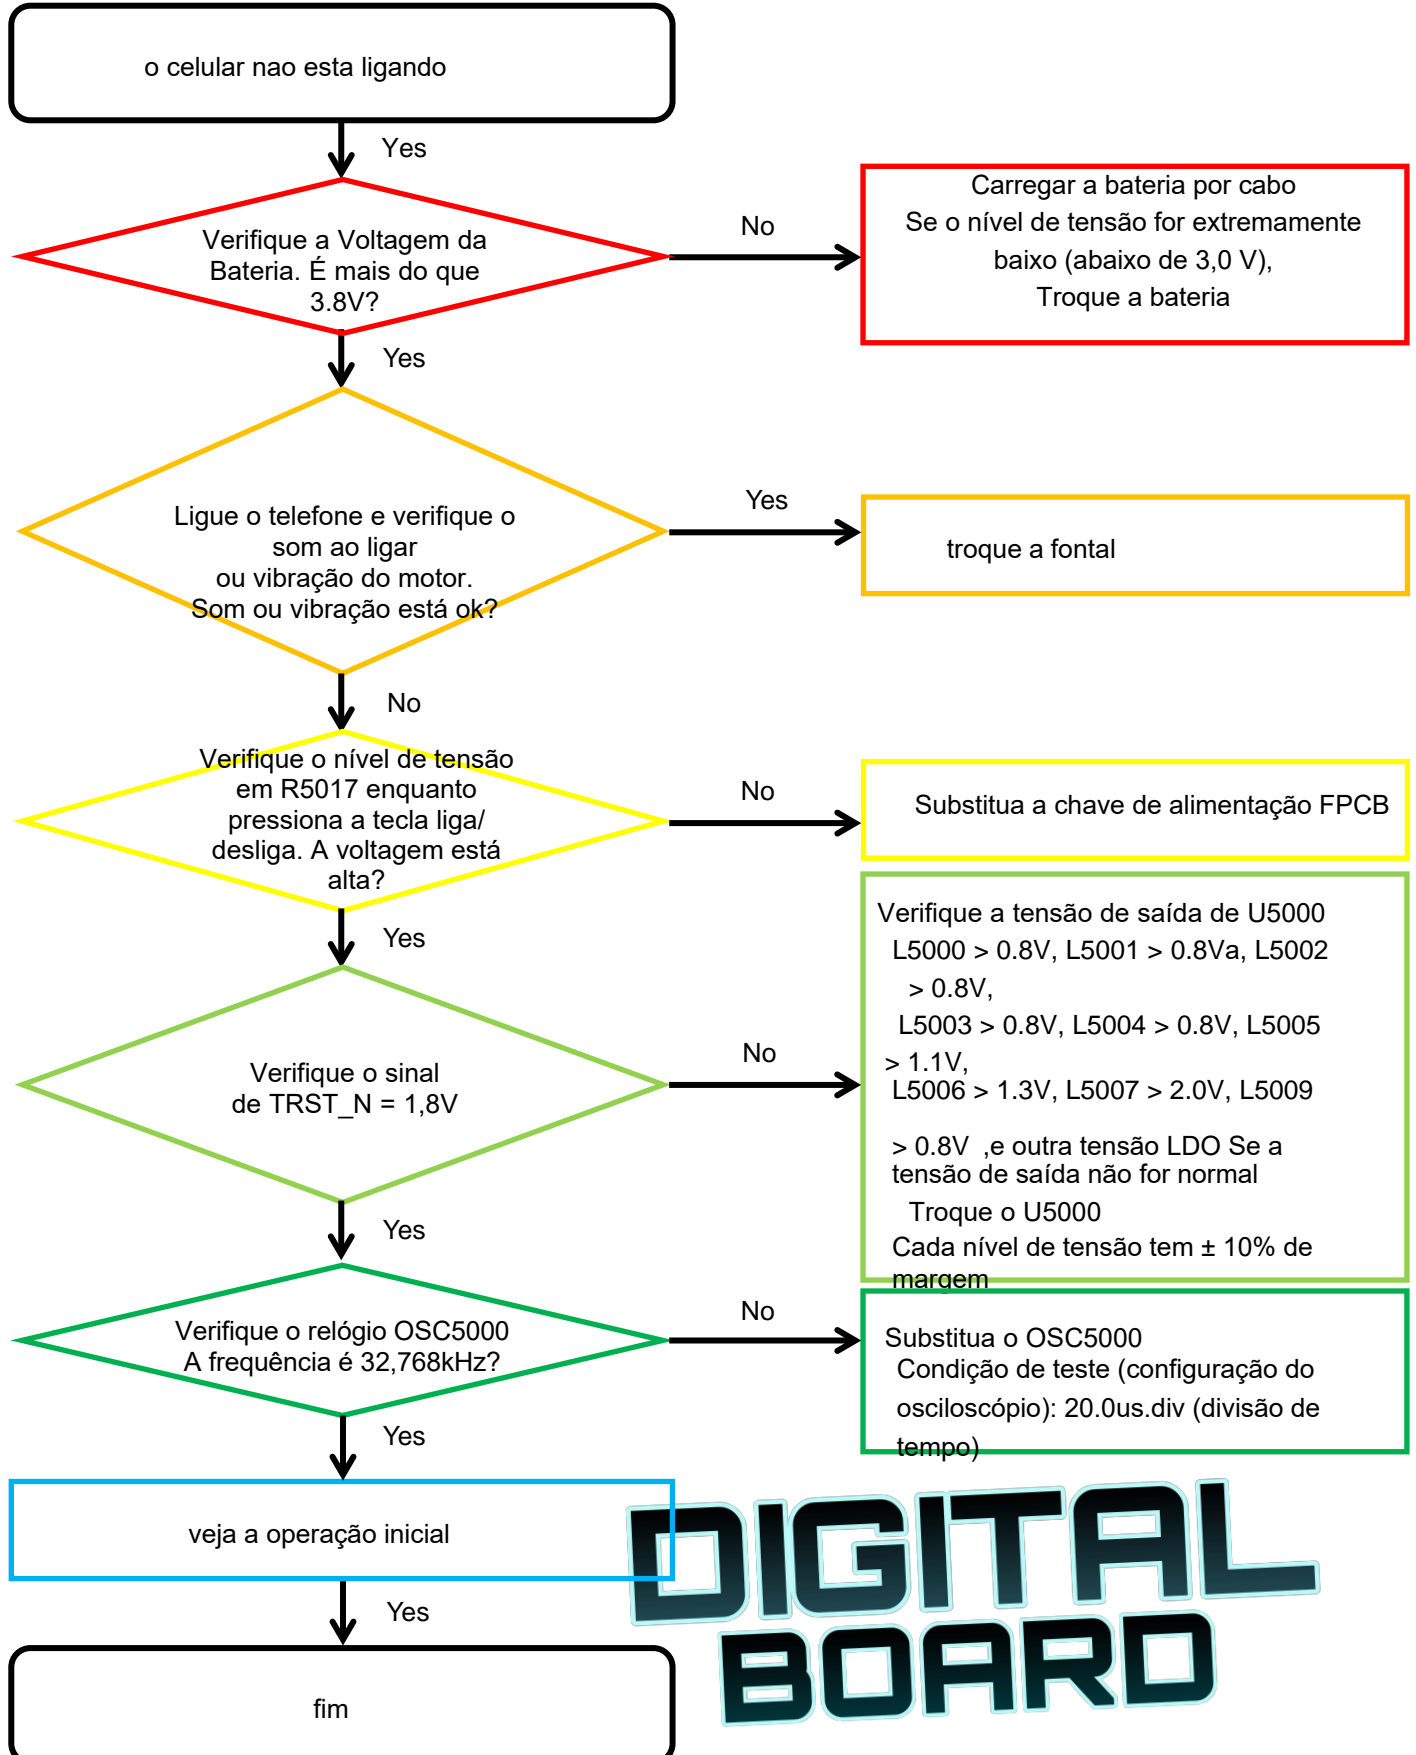 o celular nao esta ligando
Yes
Verifique a Voltagem da
Bateria. É mais do que
3.8V?
No
Carregar a bateria por cabo
Se o nível de tensão for extremamente
baixo (abaixo de 3,0 V),
Troque a bateria
Yes
Ligue o telefone e verifique o
som ao ligar
ou vibração do motor.
Som ou vibração está ok?
Yes
troque a fontal
No
Verifique o nível de tensão
em R5017 enquanto
pressiona a tecla liga/
desliga. A voltagem está
alta?
No
Substitua a chave de alimentação FPCB
Yes
Verifique o sinal
de TRST_N = 1,8V
No
Verifique a tensão de saída de U5000
L5000 > 0.8V, L5001 > 0.8Va, L5002
> 0.8V,
L5003 > 0.8V, L5004 > 0.8V, L5005
> 1.1V,
L5006 > 1.3V, L5007 > 2.0V, L5009
> 0.8V ,e outra tensão LDO Se a
tensão de saída não for normal
Troque o U5000
Cada nível de tensão tem ± 10% de
margem
Yes
Verifique o relógio OSC5000
A frequência é 32,768kHz?
No
Substitua o OSC5000
Condição de teste (configuração do
osciloscópio): 20.0us.div (divisão de
tempo)
Yes
veja a operação inicial
Yes
fim
DIGITAL
BOARD